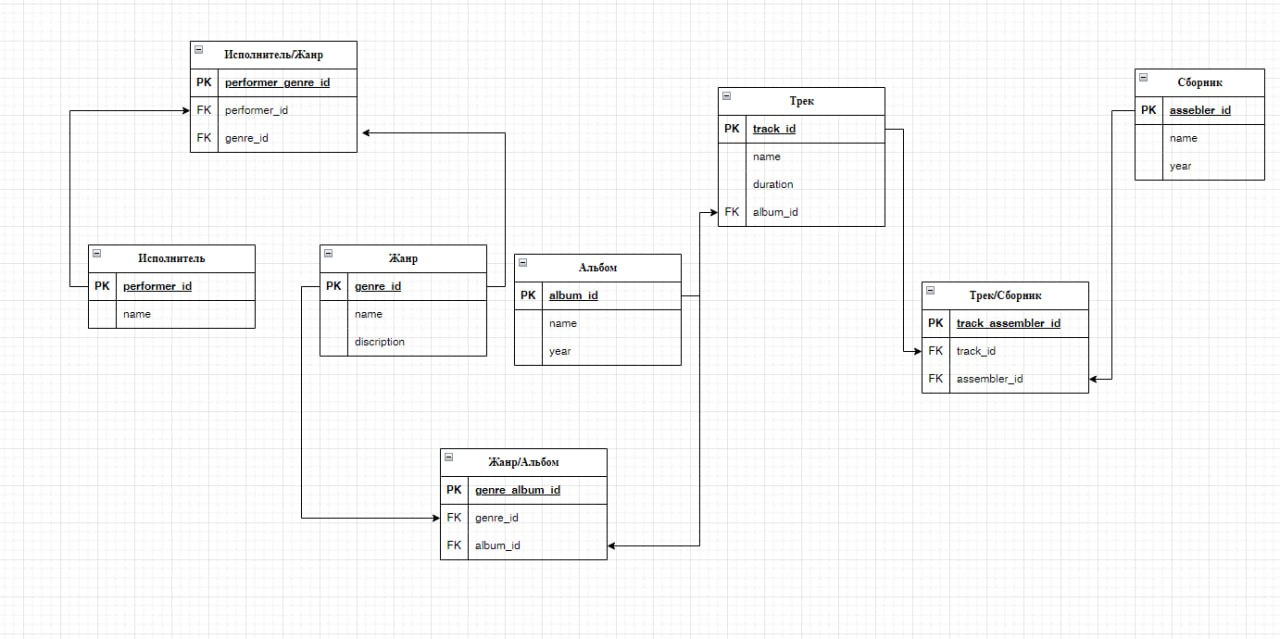 Исполнитель/Жанр
PK performer_genre_id
FK performer_id
FK genre_id
Исполнитель
PK performer_id
name
Жанр
PK genre_id
name
discription
Альбом
PK album_id
name
year
Жанр/Альбом
PK genre_album_id
FK genre_id
FK album_id
Трек
PK track_id
name
duration
FK album_id
Трек/Сборник
PK track_assembler_id
FK track_id
FK assembler_id
Сборник
PK assebler_id
name
year